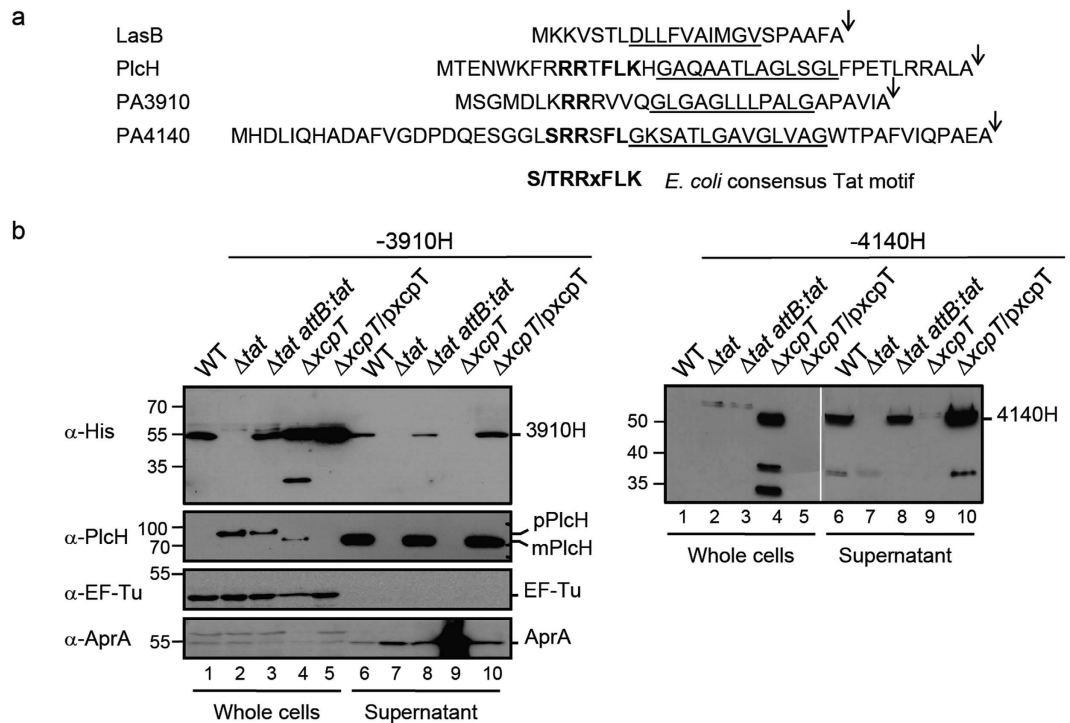 a
LasB MKKVSTLDLLFVAIMGVSPAAFA
PlcH MTENWKFRRRTFLKHGAQAATLAGLSGLFPETLRRALA
PA3910 MSGMDLKRRRVVQGLGAGLLLPALGAPAVIA
PA4140 MHDLIQHADAFVGDPDQESGGLSRRSFLGKSATLGAVGLVAGWTPAFVIQPAEA
S/TRRxFLK E. coli consensus Tat motif
b
-3910H
WT Δtat Δtat attB:tat ΔxcpT ΔxcpT/pxcpT WT Δtat Δtat attB:tat ΔxcpT ΔxcpT/pxcpT
α-His 70 55 35 3910H
α-PlcH 100 70 pPlcH mPlcH
α-EF-Tu 55 EF-Tu
α-AprA 55 AprA
1 2 3 4 5 6 7 8 9 10
Whole cells Supernatant
-4140H
WT Δtat Δtat attB:tat ΔxcpT ΔxcpT/pxcpT WT Δtat Δtat attB:tat ΔxcpT ΔxcpT/pxcpT
50 40 35 4140H
1 2 3 4 5 6 7 8 9 10
Whole cells Supernatant